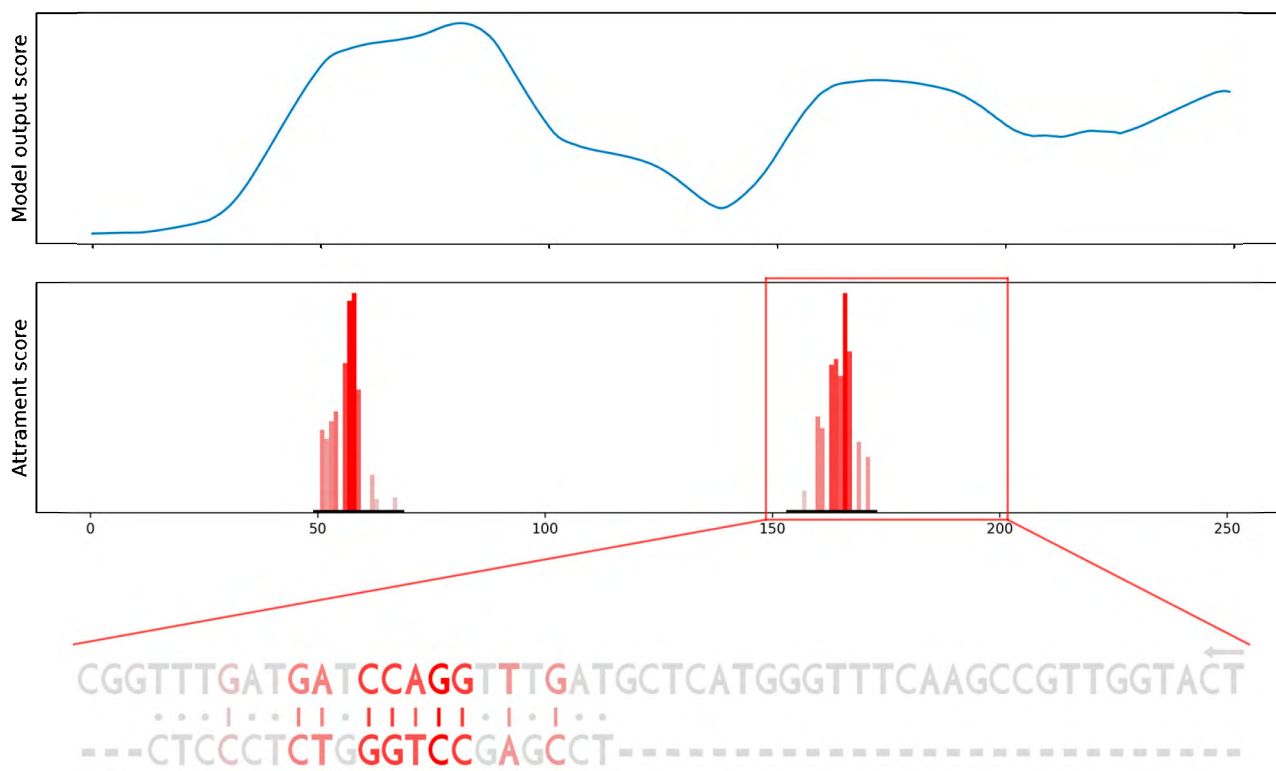 Model output score
Attrament score
0 50 100 150 200 250
←
CGGTTTGATGATCCAGGTTTGATGCTCATGGGTTTCAAGCCGTTGGTACT
•••|••||•|||||•|•|••
---CTCCCTCTGGGTCCGAGCCT---------------------------